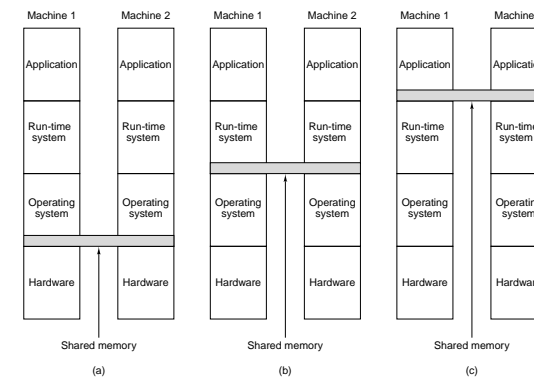 Machine 1 Machine 2 Machine 1 Machine 2 Machine 1 Machine
Application Application Application Application Application Applicati
Run-time system Run-time system Run-time system Run-time system Run-time system Run-time system
Operating system Operating system Operating system Operating system Operating system Operatin system
Hardware Hardware Hardware Hardware Hardware Hardwa
Shared memory Shared memory Shared memory
(a) (b) (c)